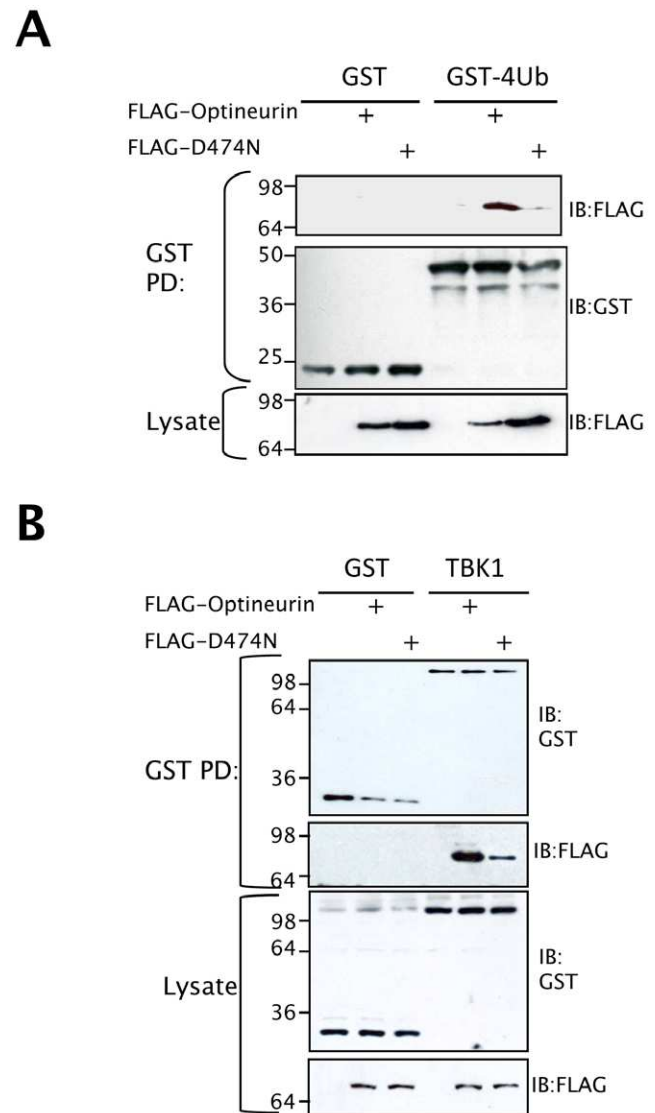 A
GST GST-4Ub
FLAG-Optineurin + +
FLAG-D474N + +
98
64
IB:FLAG
GST
PD:
50
36
25
IB:GST
Lysate
98
64
IB:FLAG
B
GST TBK1
FLAG-Optineurin + +
FLAG-D474N + +
GST PD:
98
64
36
IB:
GST
98
64
IB:FLAG
Lysate
98
64
36
IB:
GST
64
IB:FLAG